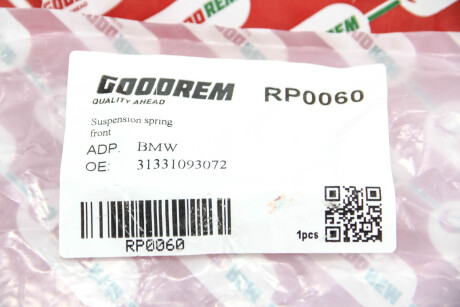 GOODREM
QUALITY AHEAD
RP0060
Suspension spring
front
ADP. BMW
OE: 31331093072
RP0060
1pcs